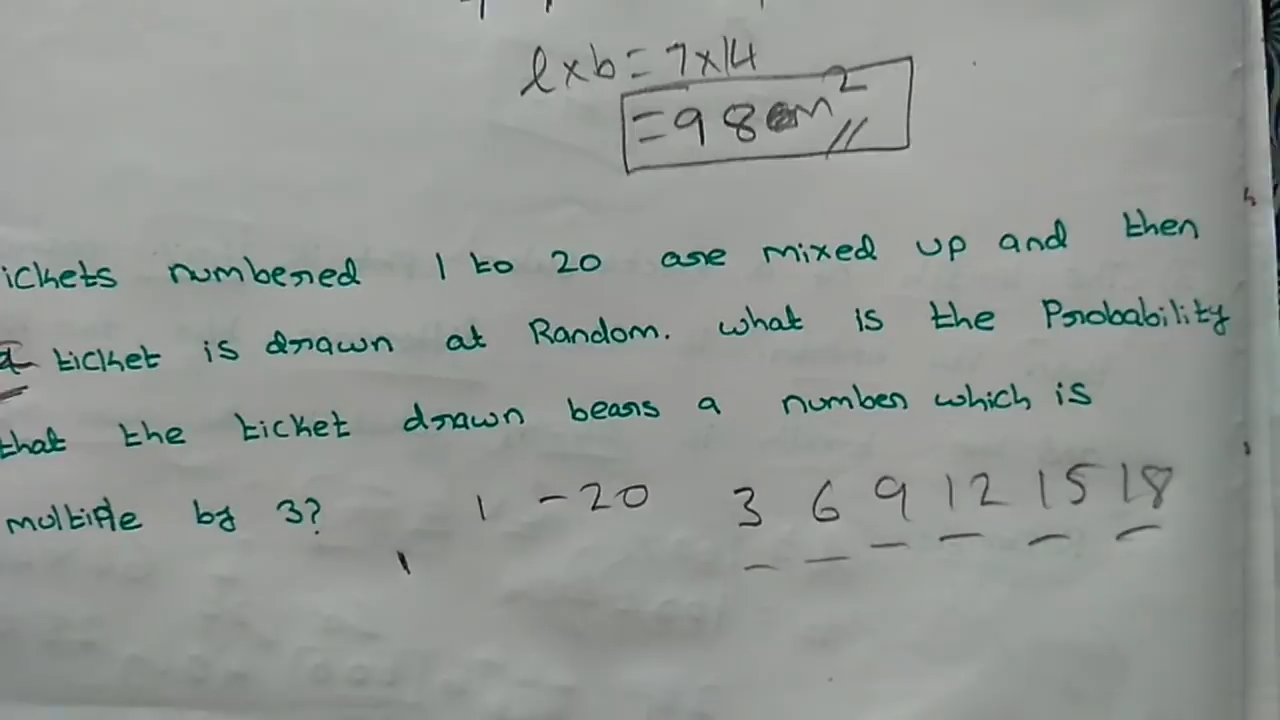 l×b = 7×14
= 98 cm²
ickets numbered 1 to 20 are mixed up and then
a ticket is drawn at Random. what is the Probability
that the ticket drawn bears a number which is
multiple by 3? 1 - 20 3 6 9 12 15 18